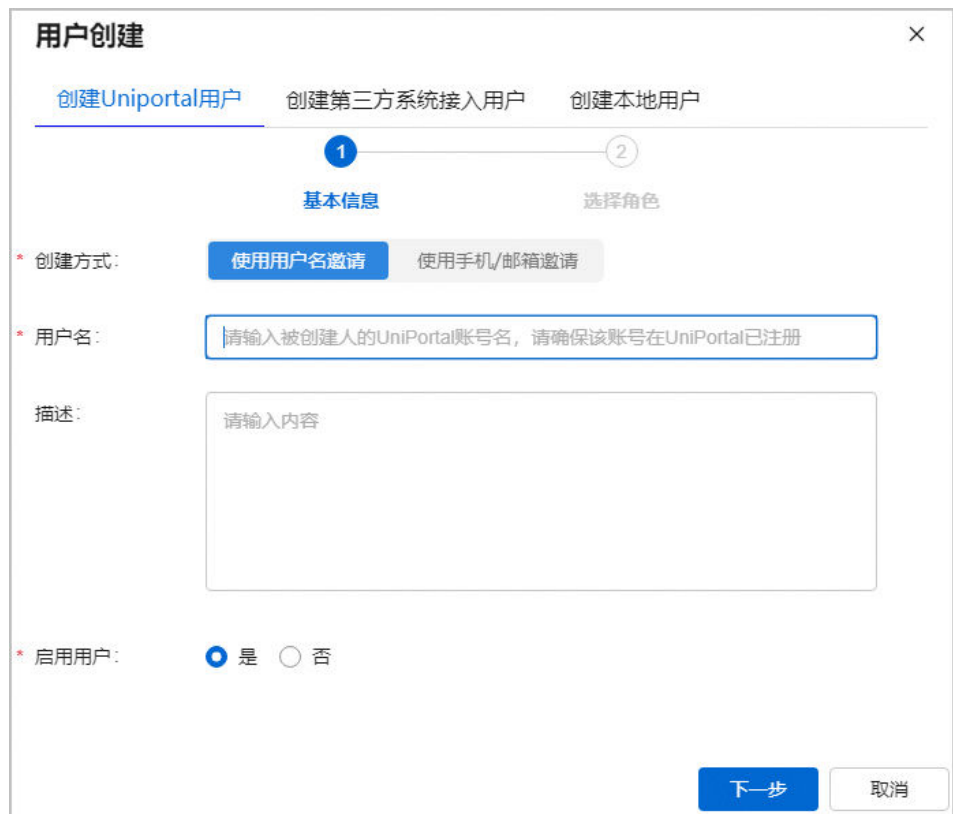 用户创建
创建Uniportal用户 创建第三方系统接入用户 创建本地用户
1 2
基本信息 选择角色
* 创建方式: 使用用户名邀请 使用手机/邮箱邀请
* 用户名: 请输入被创建人的UniPortal账号名，请确保该账号在UniPortal已注册
描述: 请输入内容
* 启用用户: 是 否
下一步 取消